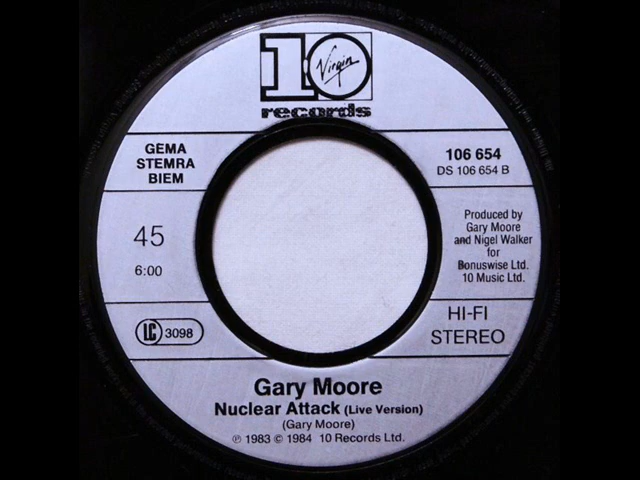 10
Virgin
records
GEMA
STEMRA
BIEM
106 654
DS 106 654 B
45
6:00
Produced by
Gary Moore
and Nigel Walker
for
Bonuswise Ltd.
10 Music Ltd.
LC 3098
HI-FI
STEREO
Gary Moore
Nuclear Attack (Live Version)
(Gary Moore)
℗ 1983 © 1984 10 Records Ltd.